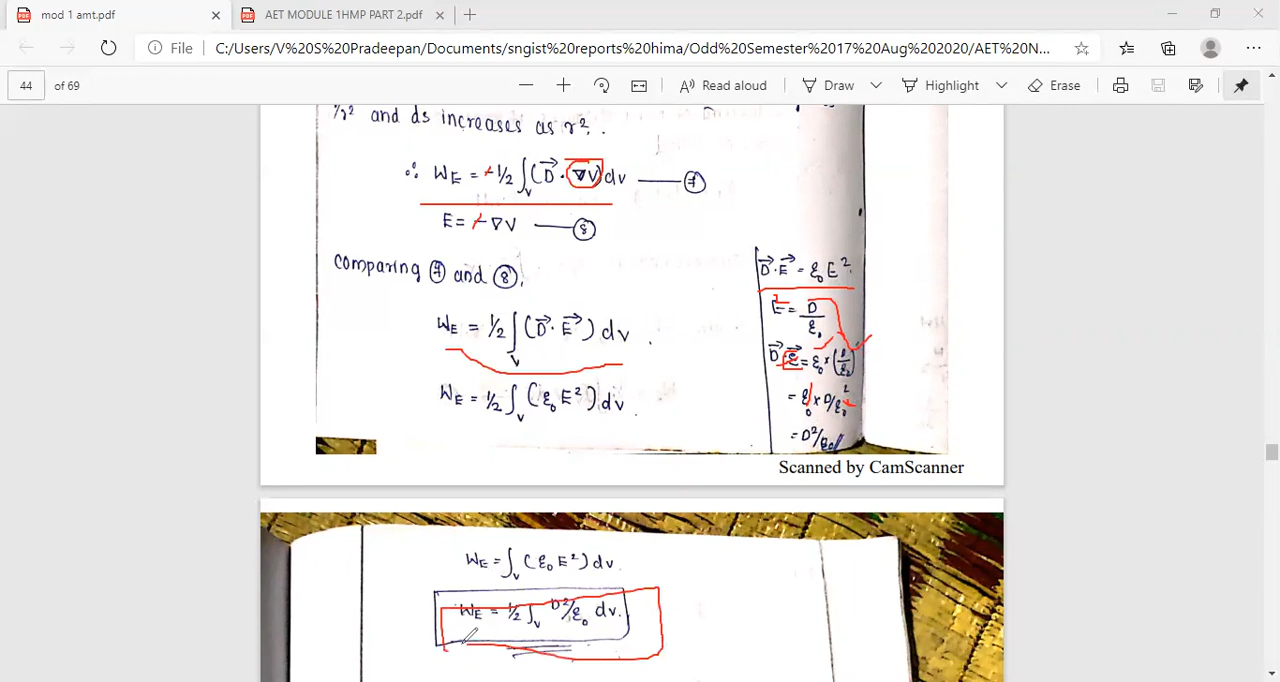 mod 1 amt.pdf
AET MODULE 1HMP PART 2.pdf
File
C:/Users/V%20S%20Pradeepan/Documents/sngist%20reports%20hima/Odd%20Semester%2017%20Aug%202020/AET%20N...
44 of 69
Read aloud
Draw
Highlight
Erase
/r² and ds increases as r².
∴ W_E = -1/2 ∫_V (D⃗ · ∇V) dv —— ⑦
E = -∇V —— ⑧
comparing ⑦ and ⑧,
W_E = 1/2 ∫_V (D⃗ · E⃗) dv.
W_E = 1/2 ∫_V (ε₀ E²) dv.
D⃗·E⃗ = ε₀ E².
E = D/ε₀
D⃗·E⃗ = ε₀ × (D/ε₀)²
= ε₀ × D²/ε₀²
= D²/ε₀
Scanned by CamScanner
W_E = ∫_V (ε₀ E²) dv.
W_E = 1/2 ∫_V D²/ε₀ dv.